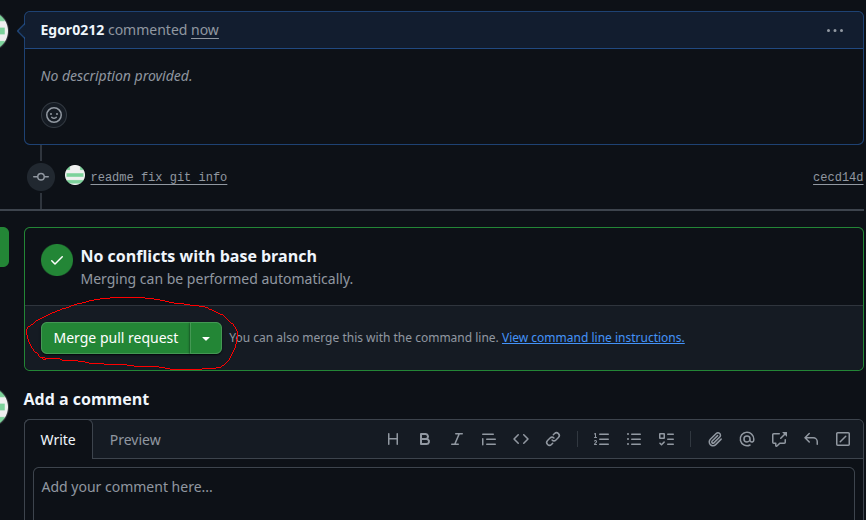 Egor0212 commented now
No description provided.
readme fix git info cecd14d
No conflicts with base branch
Merging can be performed automatically.
Merge pull request You can also merge this with the command line. View command line instructions.
Add a comment
Write Preview
Add your comment here...